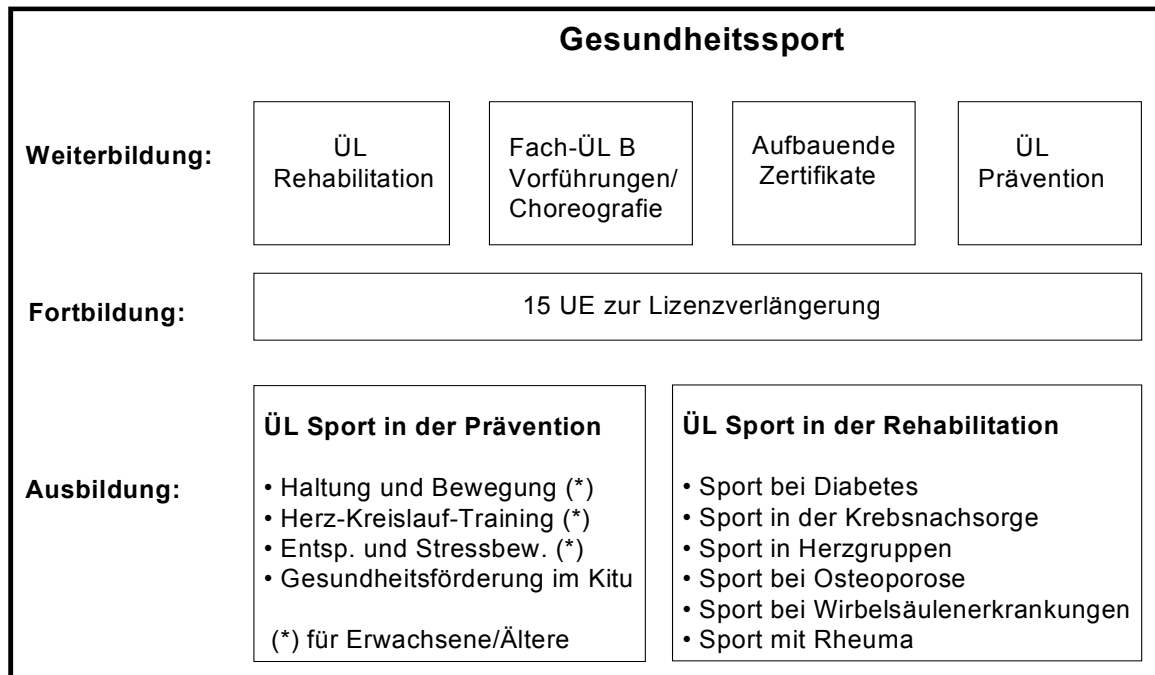 Gesundheitssport
Weiterbildung:
ÜL
Rehabilitation
Fach-ÜL B
Vorführungen/
Choreografie
Aufbauende
Zertifikate
ÜL
Prävention
Fortbildung:
15 UE zur Lizenzverlängerung
Ausbildung:
ÜL Sport in der Prävention
• Haltung und Bewegung (*)
• Herz-Kreislauf-Training (*)
• Entsp. und Stressbew. (*)
• Gesundheitsförderung im Kitu
(*) für Erwachsene/Ältere
ÜL Sport in der Rehabilitation
• Sport bei Diabetes
• Sport in der Krebsnachsorge
• Sport in Herzgruppen
• Sport bei Osteoporose
• Sport bei Wirbelsäulenerkrankungen
• Sport mit Rheuma